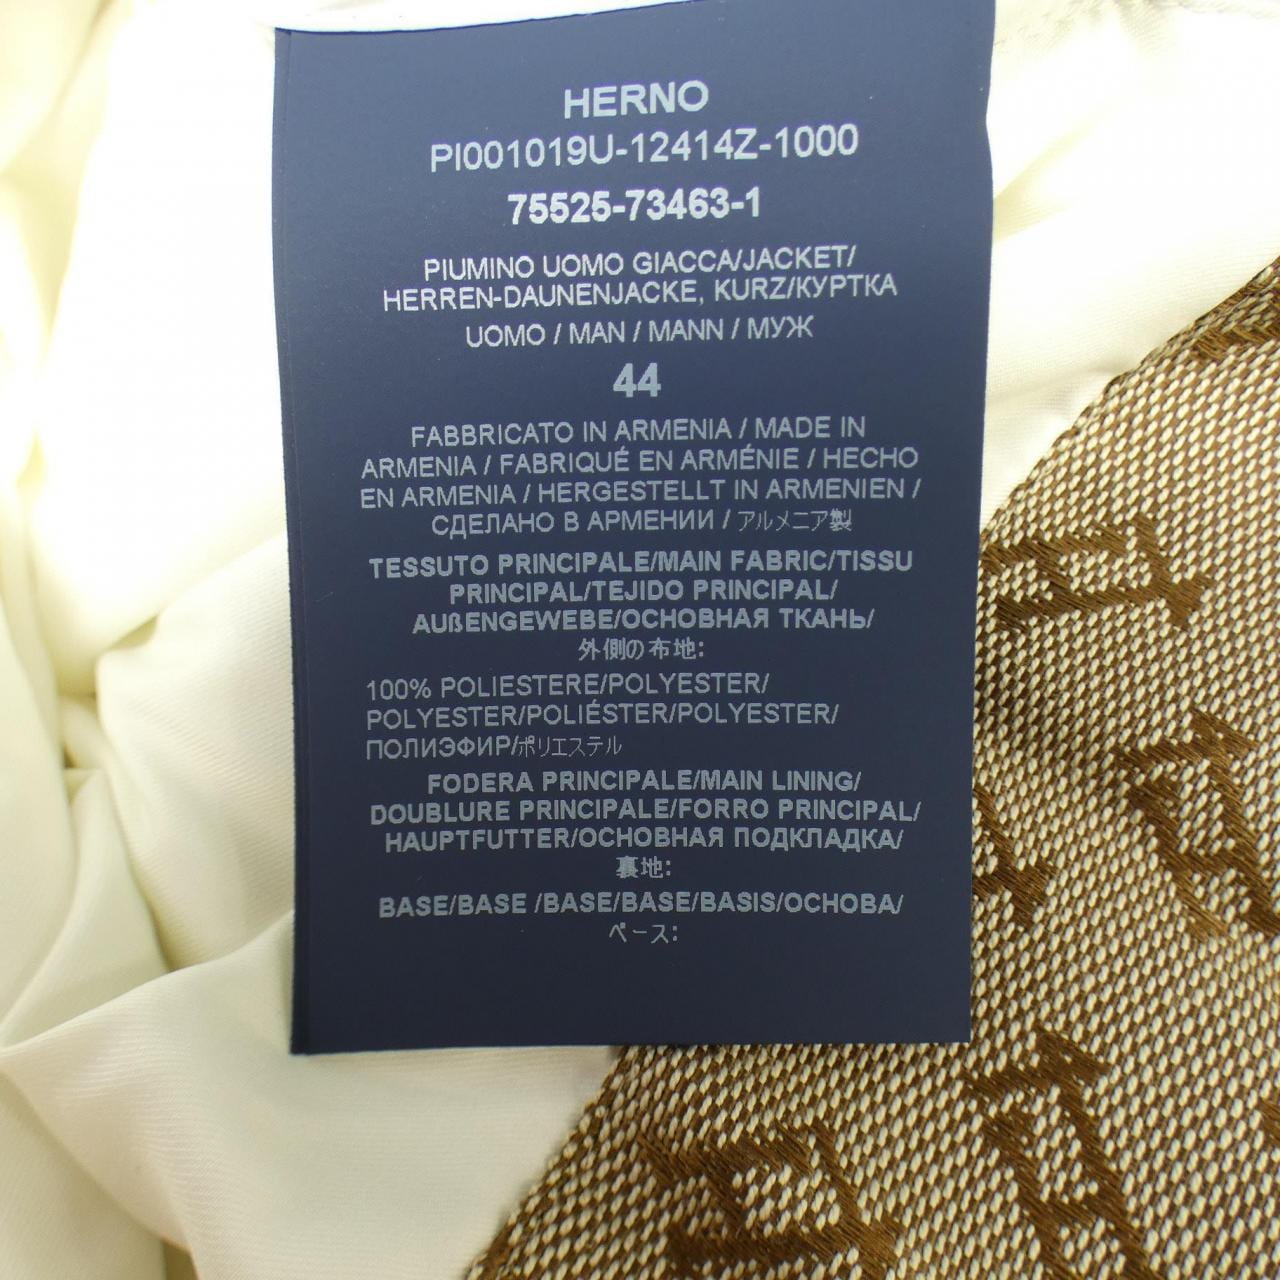 HERNO
PI001019U-12414Z-1000
75525-73463-1
PIUMINO UOMO GIACCA/JACKET/
HERREN-DAUNENJACKE, KURZ/КУРТКА
UOMO / MAN / MANN / МУЖ
44
FABBRICATO IN ARMENIA / MADE IN
ARMENIA / FABRIQUÉ EN ARMÉNIE / HECHO
EN ARMENIA / HERGESTELLT IN ARMENIEN /
СДЕЛАНО В АРМЕНИИ / アルメニア製
TESSUTO PRINCIPALE/MAIN FABRIC/TISSU
PRINCIPAL/TEJIDO PRINCIPAL/
AUßENGEWEBE/ОСНОВНАЯ ТКАНЬ/
外側の布地:
100% POLIESTERE/POLYESTER/
POLYESTER/POLIÉSTER/POLYESTER/
ПОЛИЭФИР/ポリエステル
FODERA PRINCIPALE/MAIN LINING/
DOUBLURE PRINCIPALE/FORRO PRINCIPAL/
HAUPTFUTTER/ОСНОВНАЯ ПОДКЛАДКА/
裏地:
BASE/BASE /BASE/BASE/BASIS/ОСНОВА/
ベース: